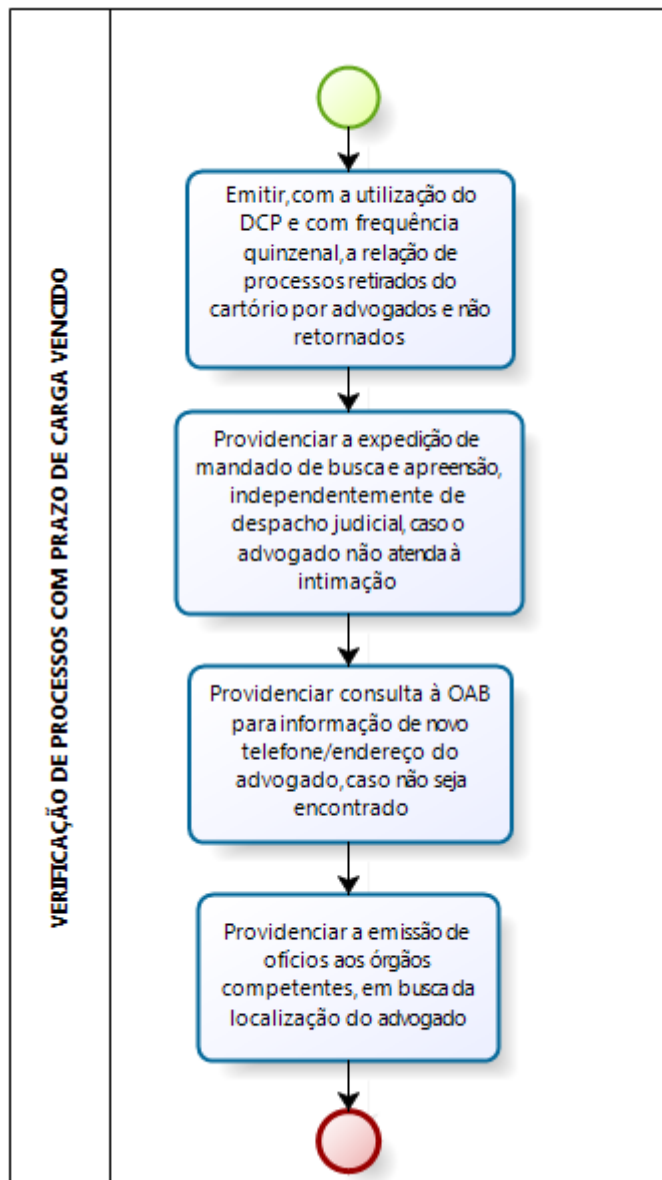 VERIFICAÇÃO DE PROCESSOS COM PRAZO DE CARGA VENCIDO
Emitir, com a utilização do
DCP e com frequência
quinzenal, a relação de
processos retirados do
cartório por advogados e não
retornados
Providenciar a expedição de
mandado de busca e apreensão,
independentemente de
despacho judicial, caso o
advogado não atenda à
intimação
Providenciar consulta à OAB
para informação de novo
telefone/endereço do
advogado, caso não seja
encontrado
Providenciar a emissão de
ofícios aos órgãos
competentes, em busca da
localização do advogado